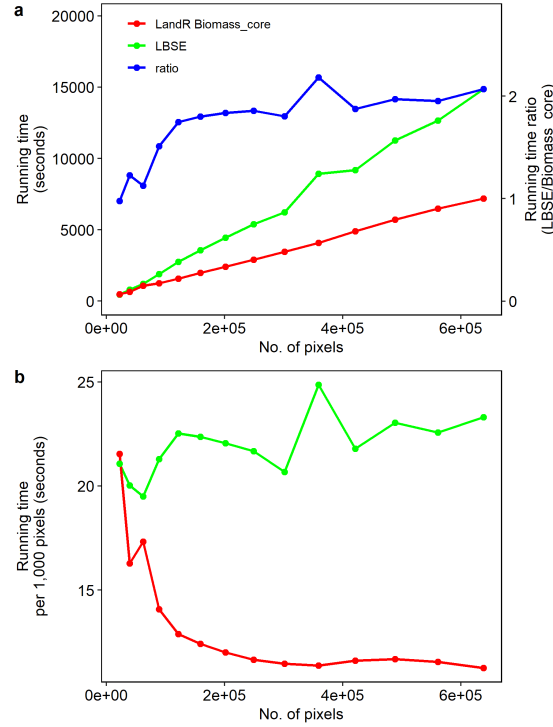 a
LandR Biomass_core
LBSE
ratio
20000
15000
10000
5000
0
Running time
(seconds)
2
1
0
Running time ratio
(LBSE/Biomass_core)
0e+00 2e+05 4e+05 6e+05
No. of pixels
b
25
20
15
Running time
per 1,000 pixels (seconds)
0e+00 2e+05 4e+05 6e+05
No. of pixels